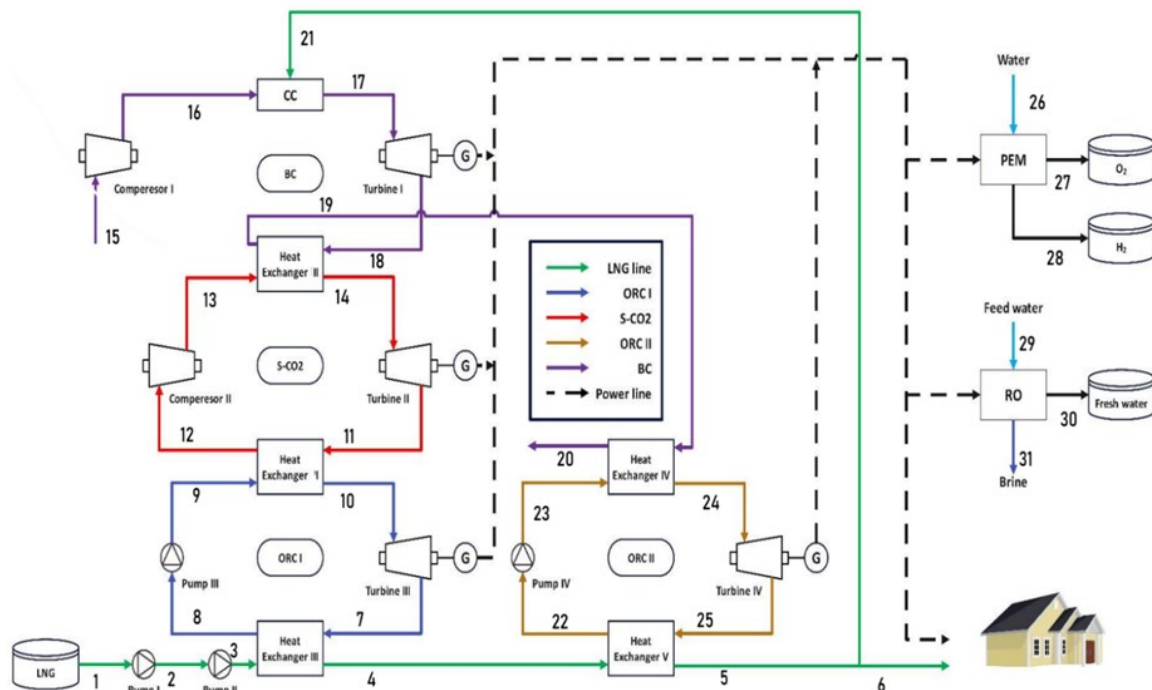 21
16
CC
17
Comperesor I
BC
Turbine I
G
15
19
18
Heat
Exchanger II
13
14
S-CO2
Comperesor II
Turbine II
G
12
11
Heat
Exchanger I
9
10
ORC I
Pump III
Turbine III
G
8
7
LNG
1
Pump I
2
3
Pump II
Heat
Exchanger III
4
LNG line
ORC I
S-CO2
ORC II
BC
Power line
20
Heat
Exchanger IV
23
24
ORC II
Pump IV
Turbine IV
G
22
25
Heat
Exchanger V
5
6
Water
26
PEM
27
O2
28
H2
Feed water
29
RO
30
Fresh water
31
Brine